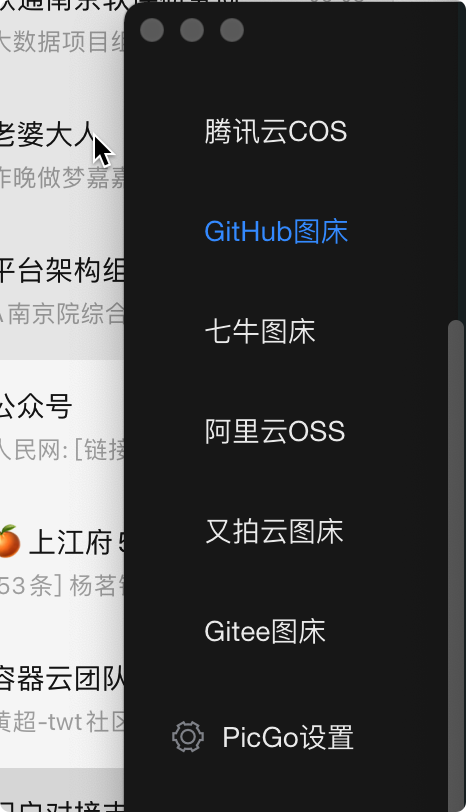 大数据项目组
老婆大人
昨晚做梦嘉嘉
平台架构组
南京院综合
公众号
人民网: [链接
上江府 5
53条] 杨茗
容器云团队
黄超-twt社区
腾讯云COS
GitHub图床
七牛图床
阿里云OSS
又拍云图床
Gitee图床
PicGo设置